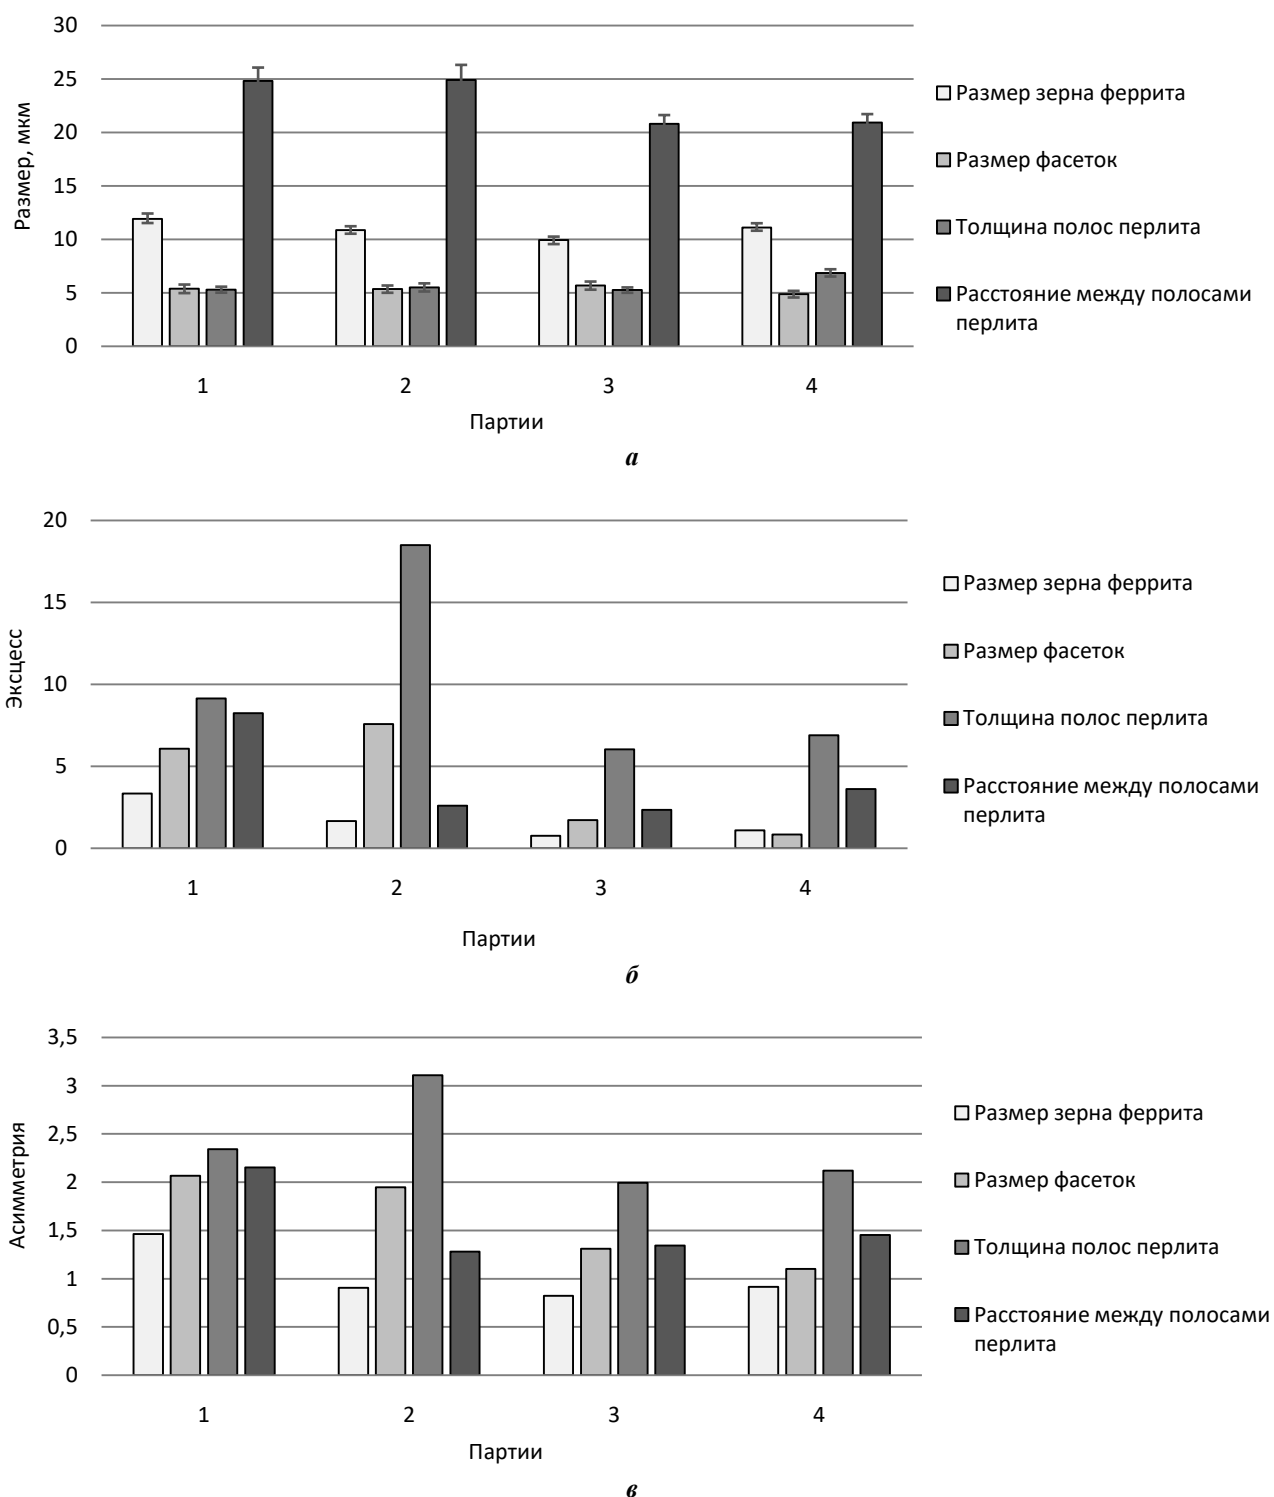 30
25
20
15
10
5
0
Размер, мкм
1
2
3
4
Партии
Размер зерна феррита
Размер фасеток
Толщина полос перлита
Расстояние между полосами
перлита
а
20
15
10
5
0
Эксцесс
1
2
3
4
Партии
Размер зерна феррита
Размер фасеток
Толщина полос перлита
Расстояние между полосами
перлита
б
3,5
3
2,5
2
1,5
1
0,5
0
Асимметрия
1
2
3
4
Партии
Размер зерна феррита
Размер фасеток
Толщина полос перлита
Расстояние между полосами
перлита
в